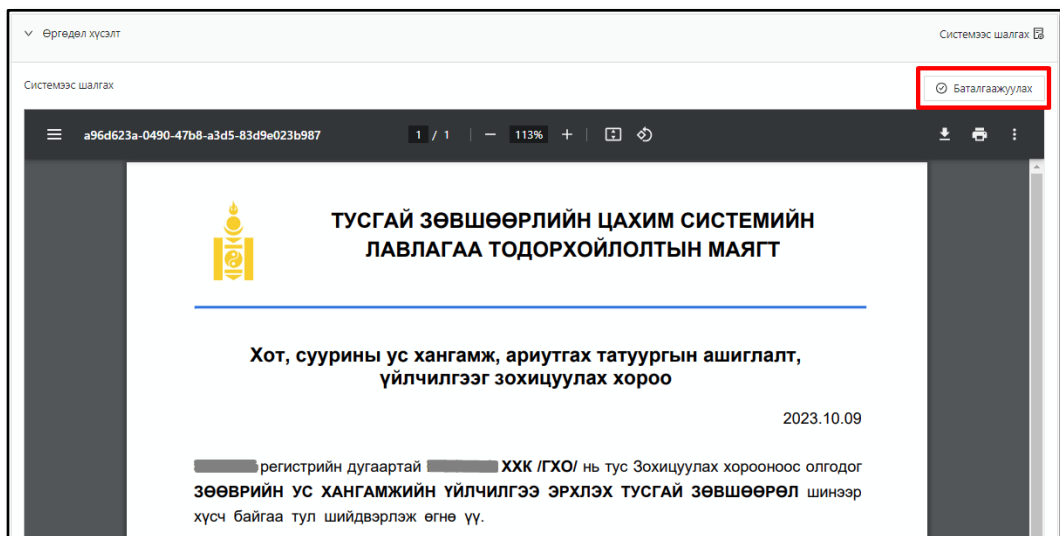 Өргөдөл хүсэлт
Системээс шалгах
Системээс шалгах
Баталгаажуулах
a96d623a-0490-47b8-a3d5-83d9e023b987
1 / 1
113%
ТУСГАЙ ЗӨВШӨӨРЛИЙН ЦАХИМ СИСТЕМИЙН
ЛАВЛАГАА ТОДОРХОЙЛОЛТЫН МАЯГТ
Хот, суурины ус хангамж, ариутгах татуургын ашиглалт,
үйлчилгээг зохицуулах хороо
2023.10.09
регистрийн дугаартай ХХК /ГХО/ нь тус Зохицуулах хорооноос олгодог
ЗӨӨВРИЙН УС ХАНГАМЖИЙН ҮЙЛЧИЛГЭЭ ЭРХЛЭХ ТУСГАЙ ЗӨВШӨӨРӨЛ шинээр
хүсч байгаа тул шийдвэрлэж өгнө үү.